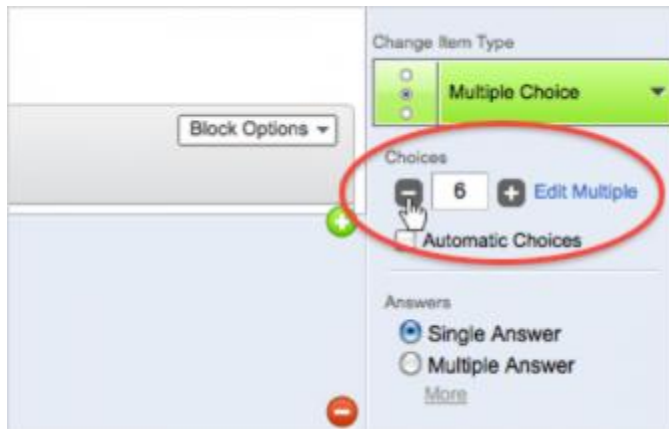 Change Item Type
Multiple Choice
Block Options
Choices
6 Edit Multiple
Automatic Choices
Answers
Single Answer
Multiple Answer
More